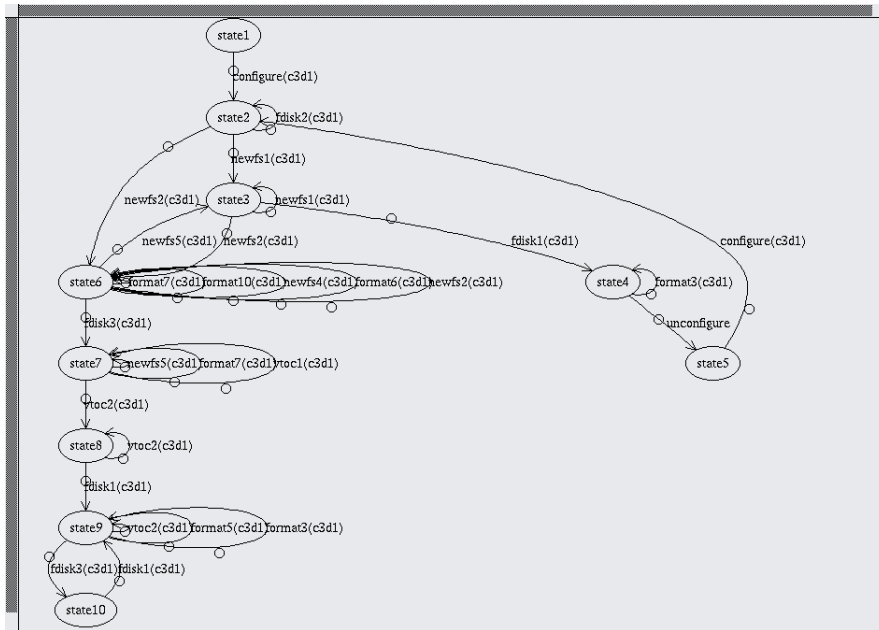 state1
configure(c3d1)
state2
fdisk2(c3d1)
newfs1(c3d1)
newfs2(c3d1)
state3
newfs1(c3d1)
newfs5(c3d1)
newfs2(c3d1)
fdisk1(c3d1)
configure(c3d1)
state6
format7(c3d1)
format10(c3d1)
newfs4(c3d1)
format6(c3d1)
newfs2(c3d1)
state4
format3(c3d1)
fdisk3(c3d1)
unconfigure
state7
newfs5(c3d1)
format7(c3d1)
vtoc1(c3d1)
state5
vtoc2(c3d1)
state8
vtoc2(c3d1)
fdisk1(c3d1)
state9
vtoc2(c3d1)
format5(c3d1)
format3(c3d1)
fdisk3(c3d1)
fdisk1(c3d1)
state10